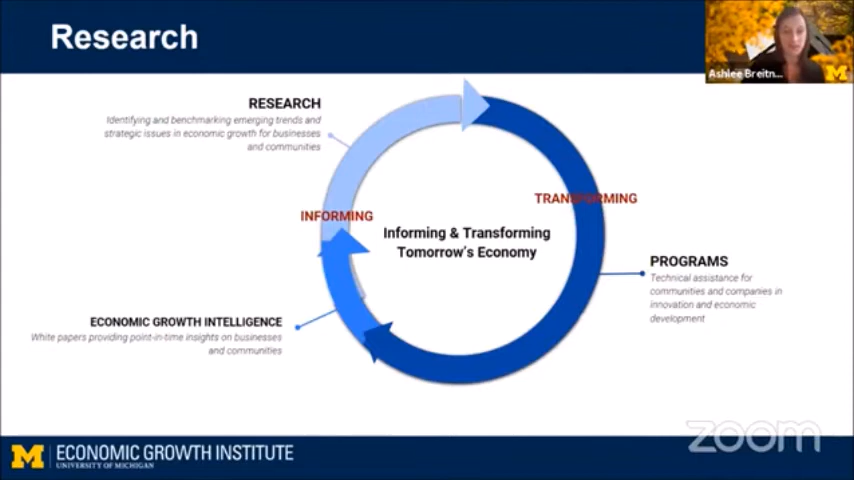 Research
Ashlee Breitn...
RESEARCH
Identifying and benchmarking emerging trends and
strategic issues in economic growth for businesses
and communities
TRANSFORMING
INFORMING
Informing & Transforming
Tomorrow's Economy
PROGRAMS
Technical assistance for
communities and companies in
innovation and economic
development
ECONOMIC GROWTH INTELLIGENCE
White papers providing point-in-time insights on businesses
and communities
zoom
M
ECONOMIC GROWTH INSTITUTE
UNIVERSITY OF MICHIGAN